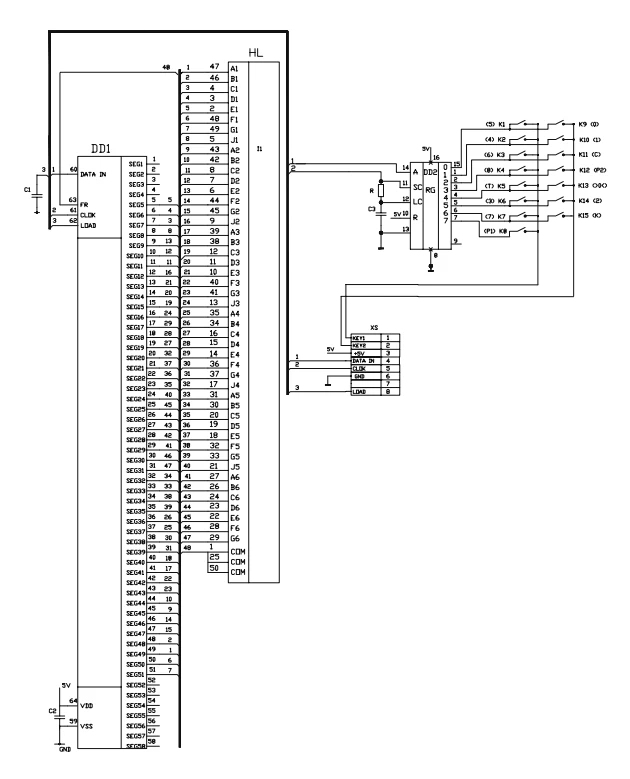 HL
I1
DD1
DATA IN
FR
CLOK
LOAD
VDD
VSS
C1
C2
5V
GND
3 1 60
63
2 61
3 62
64
59
48
SEG1 1
SEG2 2
SEG3 3
SEG4 4
SEG5 5 5
SEG6 6 4
SEG7 7 3
SEG8 8 8
SEG9 9 13
SEG10 10 12
SEG11 11 11
SEG12 12 16
SEG13 13 21
SEG14 14 20
SEG15 15 19
SEG16 16 24
SEG17 17 29
SEG18 18 28
SEG19 19 27
SEG20 20 32
SEG21 21 37
SEG22 22 36
SEG23 23 35
SEG24 24 40
SEG25 25 45
SEG26 26 44
SEG27 27 43
SEG28 28 42
SEG29 29 41
SEG30 30 46
SEG31 31 47
SEG32 32 34
SEG33 33 33
SEG34 34 38
SEG35 35 39
SEG36 36 26
SEG37 37 25
SEG38 38 30
SEG39 39 31
SEG40 40 18
SEG41 41 17
SEG42 42 22
SEG43 43 23
SEG44 44 10
SEG45 45 9
SEG46 46 14
SEG47 47 15
SEG48 48 2
SEG49 49 1
SEG50 50 6
SEG51 51 7
SEG52 52
SEG53 53
SEG54 54
SEG55 55
SEG56 56
SEG57 57
SEG58 58
1 47 A1
2 46 B1
3 4 C1
4 3 D1
5 2 E1
6 48 F1
7 49 G1
8 5 J1
9 43 A2
10 42 B2
11 8 C2
12 7 D2
13 6 E2
14 44 F2
15 45 G2
16 9 J2
17 39 A3
18 38 B3
19 12 C3
20 11 D3
21 10 E3
22 40 F3
23 41 G3
24 13 J3
25 35 A4
26 34 B4
27 16 C4
28 15 D4
29 14 E4
30 36 F4
31 37 G4
32 17 J4
33 31 A5
34 30 B5
35 20 C5
36 19 D5
37 18 E5
38 32 F5
39 33 G5
40 21 J5
41 27 A6
42 26 B6
43 24 C6
44 23 D6
45 22 E6
46 28 F6
47 29 G6
48 1 COM
25 COM
50 COM
1
2
5V
16
14 A DD2 0 15
11 SC RG 1 1
12 LC 2 2
5V 10 R 3 3
13
4 4
5 5
6 6
7 7
9
8
R
C3
(5) K1
(4) K2
(6) K3
(8) K4
(T) K5
(3) K6
(7) K7
(P1) K8
K9 (0)
K10 (1)
K11 (C)
K12 (P2)
K14 (2)
K15 (K)
XS
KEY1 1
KEY2 2
5V +5V 3
1 DATA IN 4
2 CLOK 5
GND 6
7
3 LOAD 8